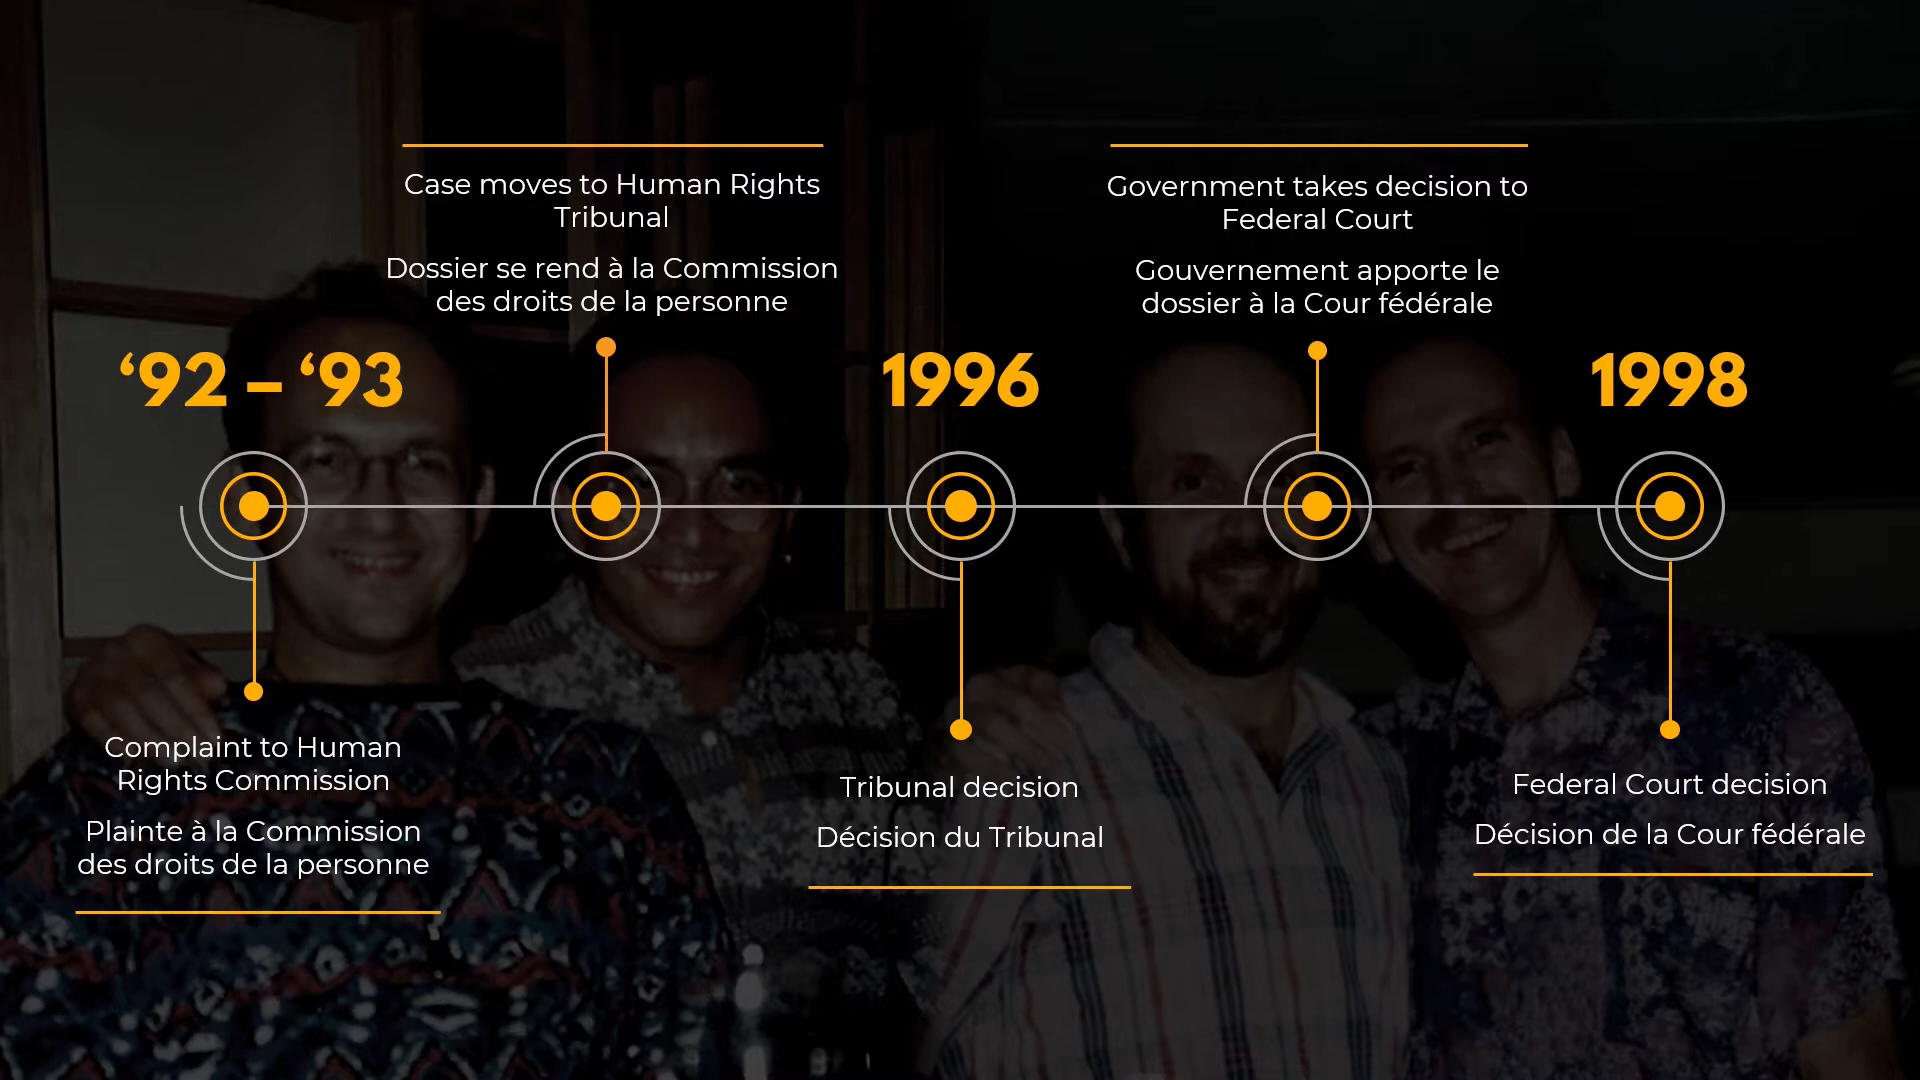 ‘92 – ‘93
Complaint to Human
Rights Commission
Plainte à la Commission
des droits de la personne
Case moves to Human Rights
Tribunal
Dossier se rend à la Commission
des droits de la personne
1996
Tribunal decision
Décision du Tribunal
Government takes decision to
Federal Court
Gouvernement apporte le
dossier à la Cour fédérale
1998
Federal Court decision
Décision de la Cour fédérale